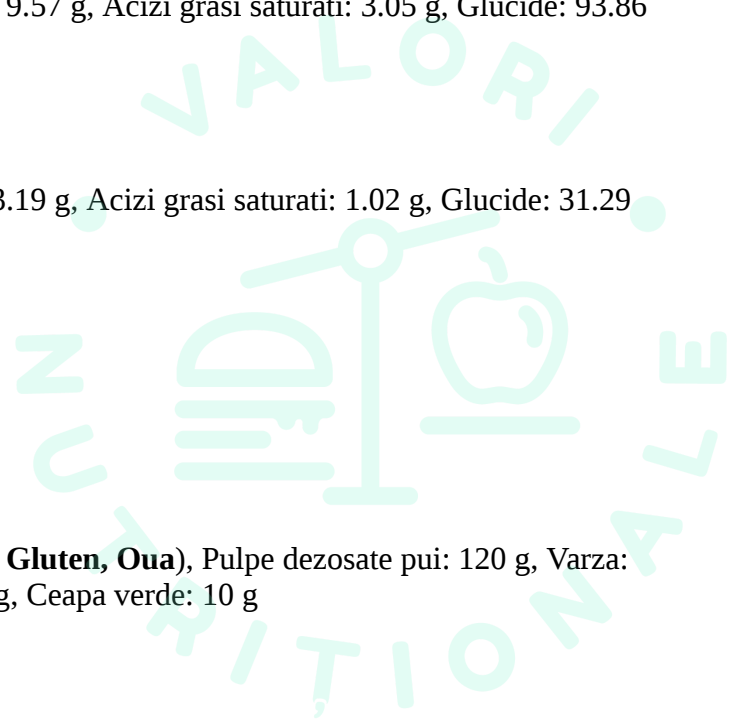 9.57 g, Acizi grasi saturati: 3.05 g, Glucide: 93.86
VALORI
3.19 g, Acizi grasi saturati: 1.02 g, Glucide: 31.29
Gluten, Oua), Pulpe dezosate pui: 120 g, Varza:
g, Ceapa verde: 10 g
NUTRITIONALE